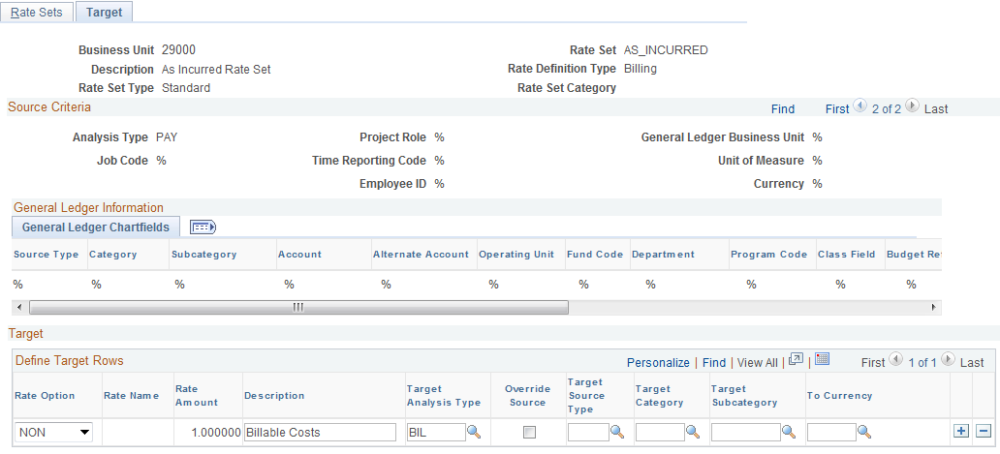 Rate Sets Target
Business Unit 29000 Rate Set AS_INCURRED
Description As Incurred Rate Set Rate Definition Type Billing
Rate Set Type Standard Rate Set Category
Source Criteria Find First 2 of 2 Last
Analysis Type PAY Project Role % General Ledger Business Unit %
Job Code % Time Reporting Code % Unit of Measure %
Employee ID % Currency %
General Ledger Information
General Ledger Chartfields
Source Type Category Subcategory Account Alternate Account Operating Unit Fund Code Department Program Code Class Field Budget Re
% % % % % % % % % % %
Target
Define Target Rows Personalize | Find | View All | | First 1 of 1 Last
Rate Option Rate Name Rate Amount Description Target Analysis Type Override Source Target Source Type Target Category Target Subcategory To Currency
NON 1.000000 Billable Costs BIL